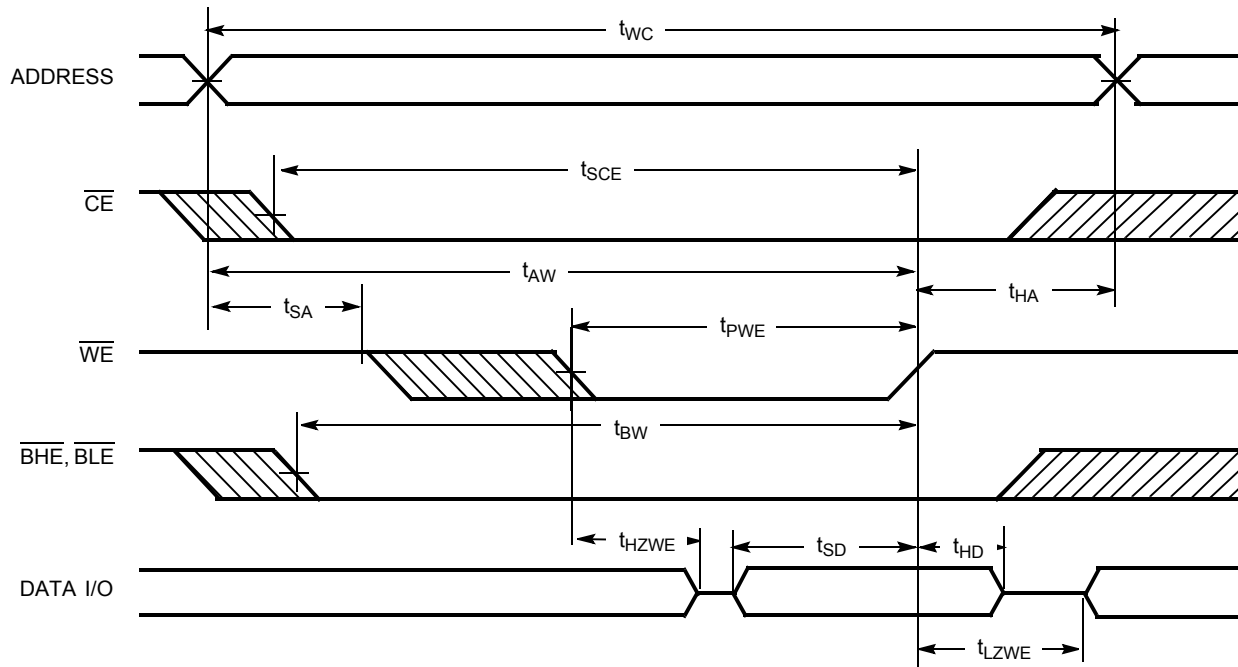 tWC
ADDRESS
tSCE
CE
tAW
tHA
tSA
tPWE
WE
tBW
BHE, BLE
tHZWE
tSD
tHD
DATA I/O
tLZWE